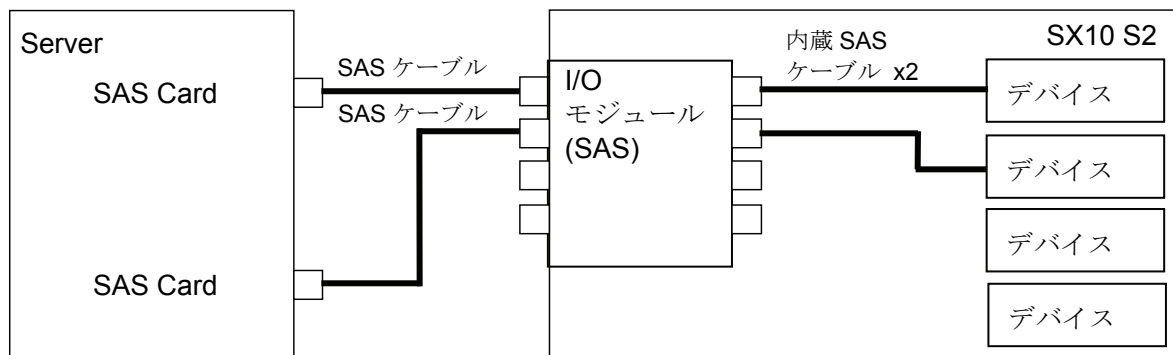 Server
SAS Card
SAS Card
SAS ケーブル
SAS ケーブル
I/O
モジュール
(SAS)
内蔵 SAS
ケーブル x2
SX10 S2
デバイス
デバイス
デバイス
デバイス